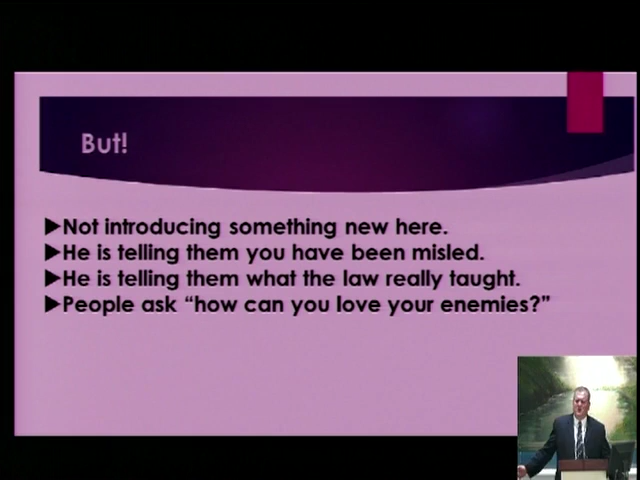 But!
▶Not introducing something new here.
▶He is telling them you have been misled.
▶He is telling them what the law really taught.
▶People ask “how can you love your enemies?”